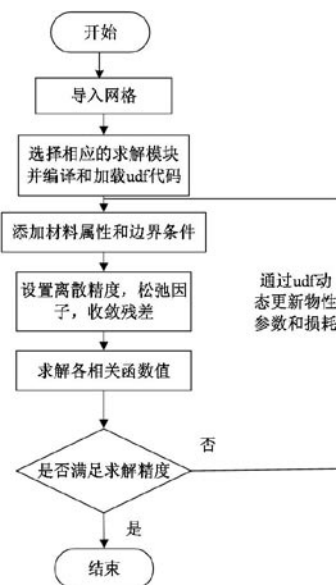 开始
导入网格
选择相应的求解模块
并编译和加载udf代码
添加材料属性和边界条件
设置离散精度，松弛因
子，收敛残差
通过udf动
态更新物性
参数和损耗
求解各相关函数值
是否满足求解精度
否
是
结束